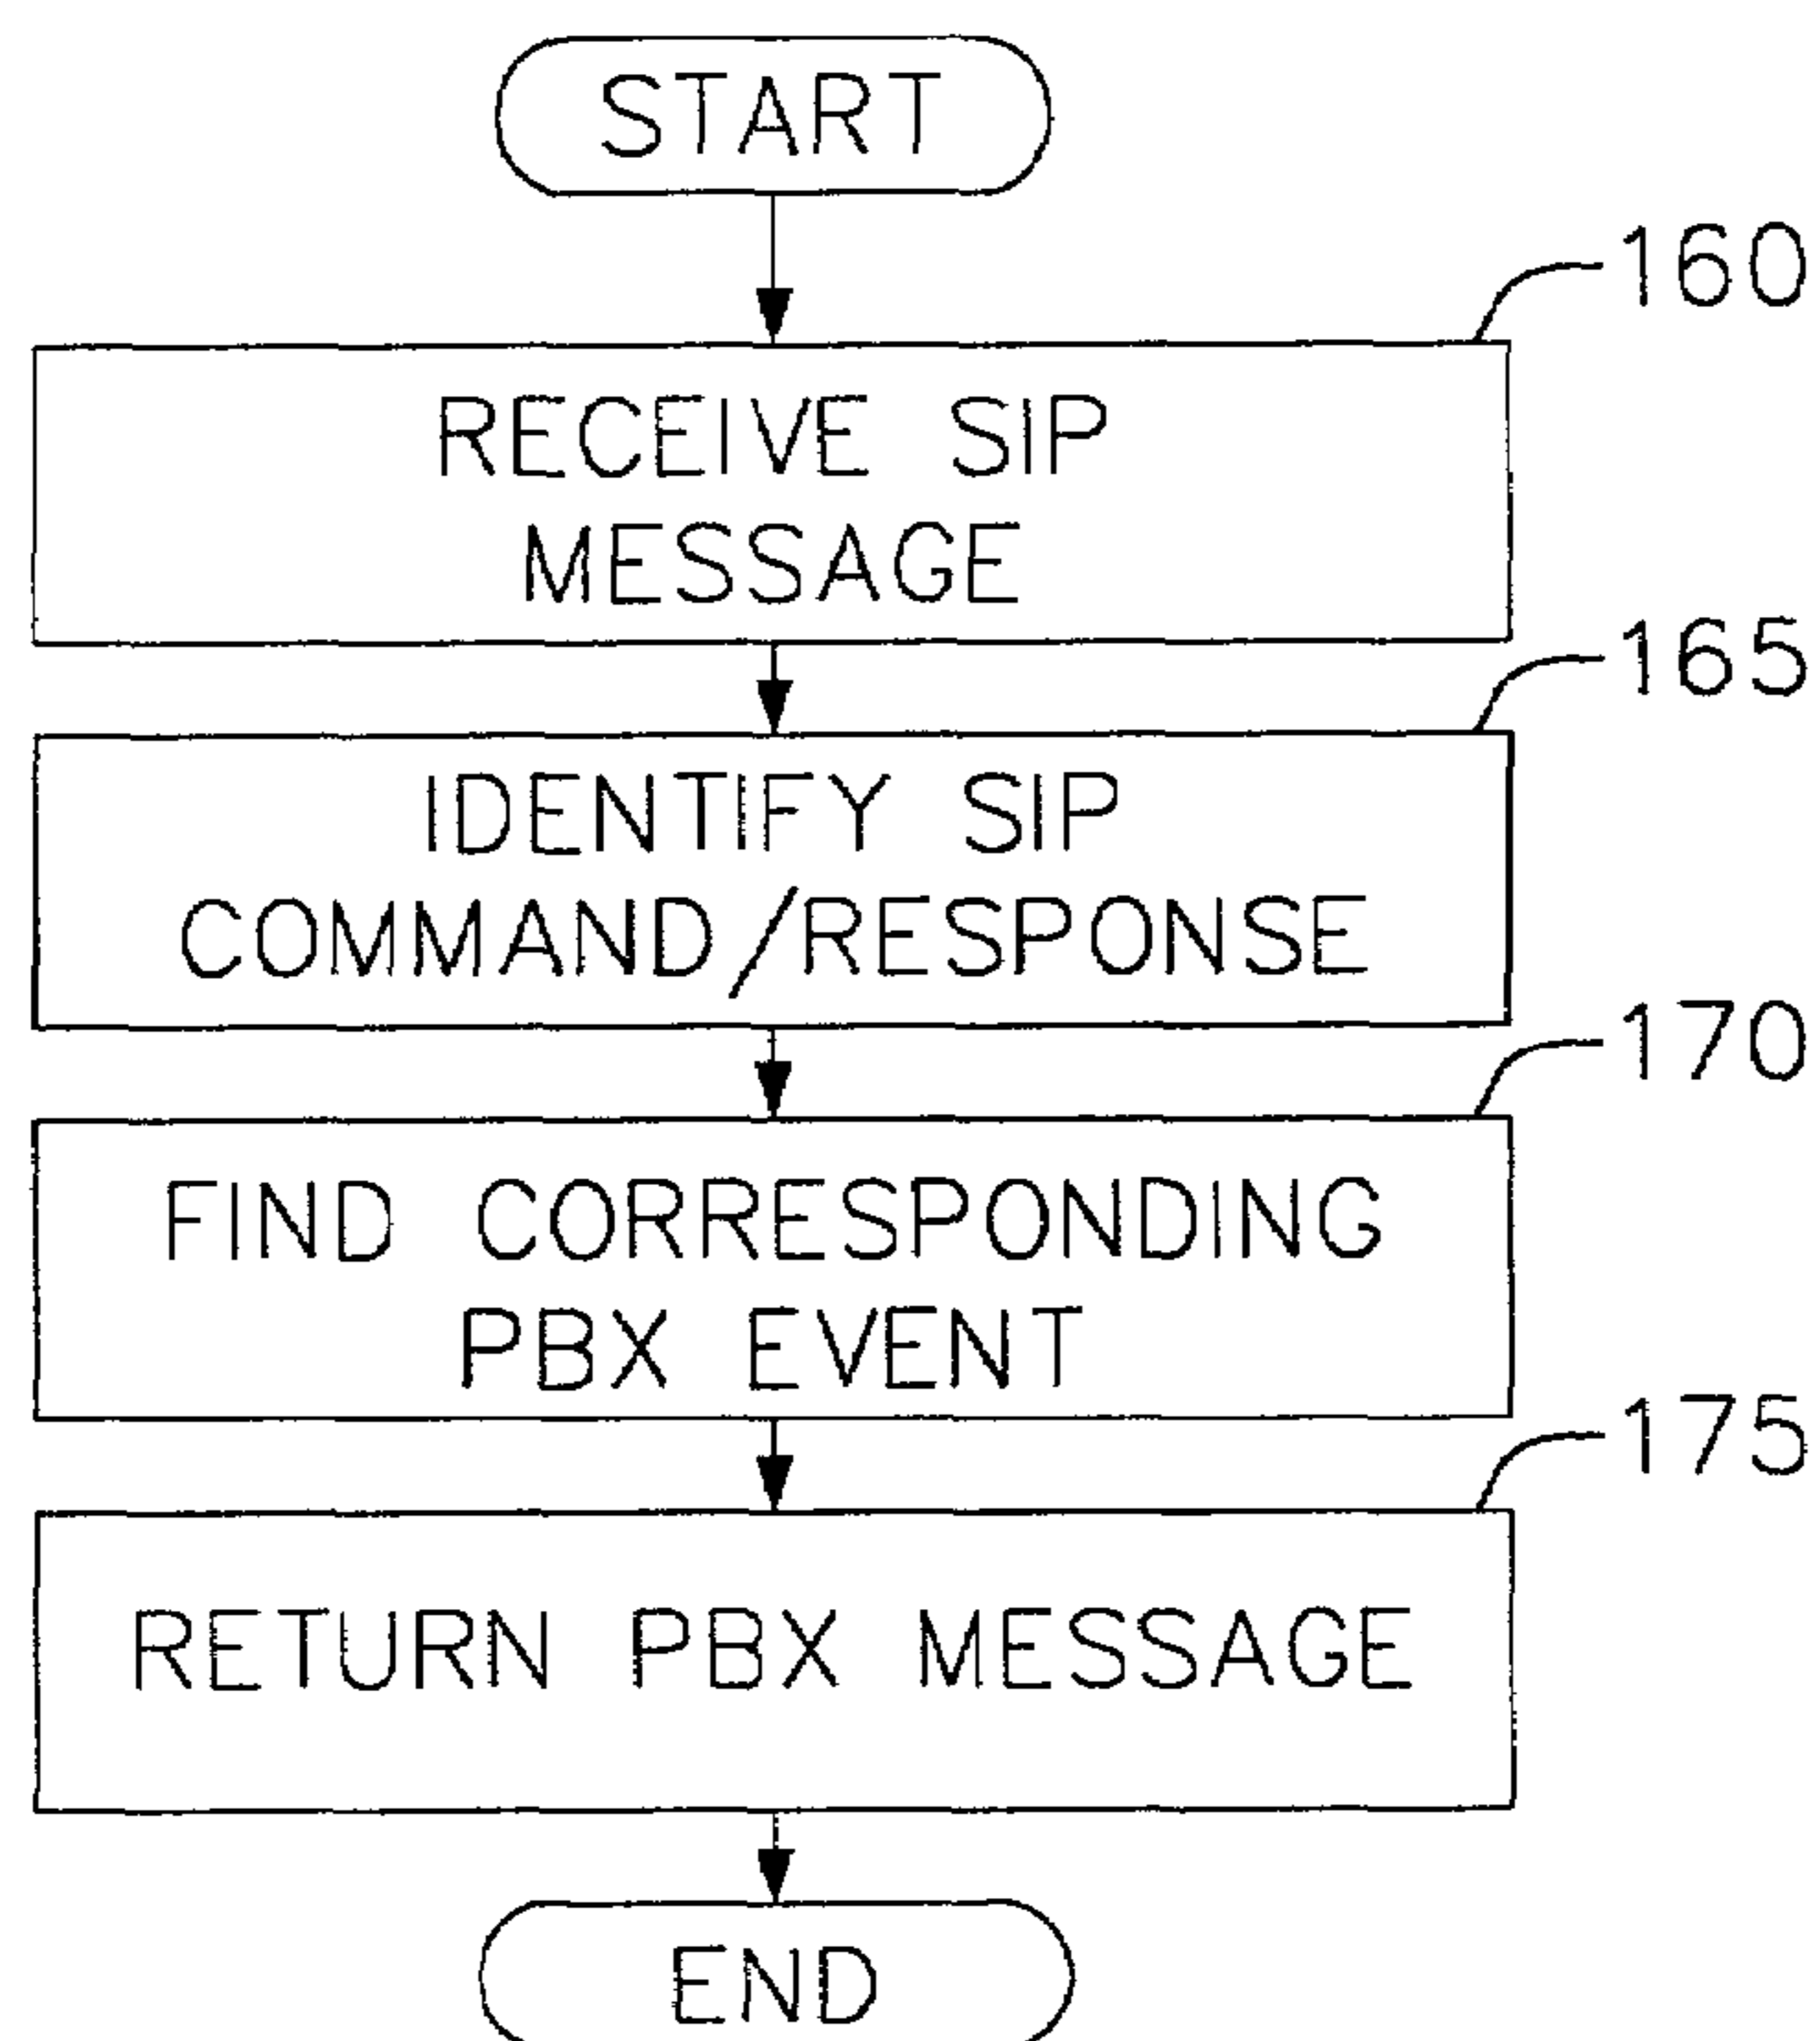 START
160
RECEIVE SIP
MESSAGE
165
IDENTIFY SIP
COMMAND/RESPONSE
170
FIND CORRESPONDING
PBX EVENT
175
RETURN PBX MESSAGE
END